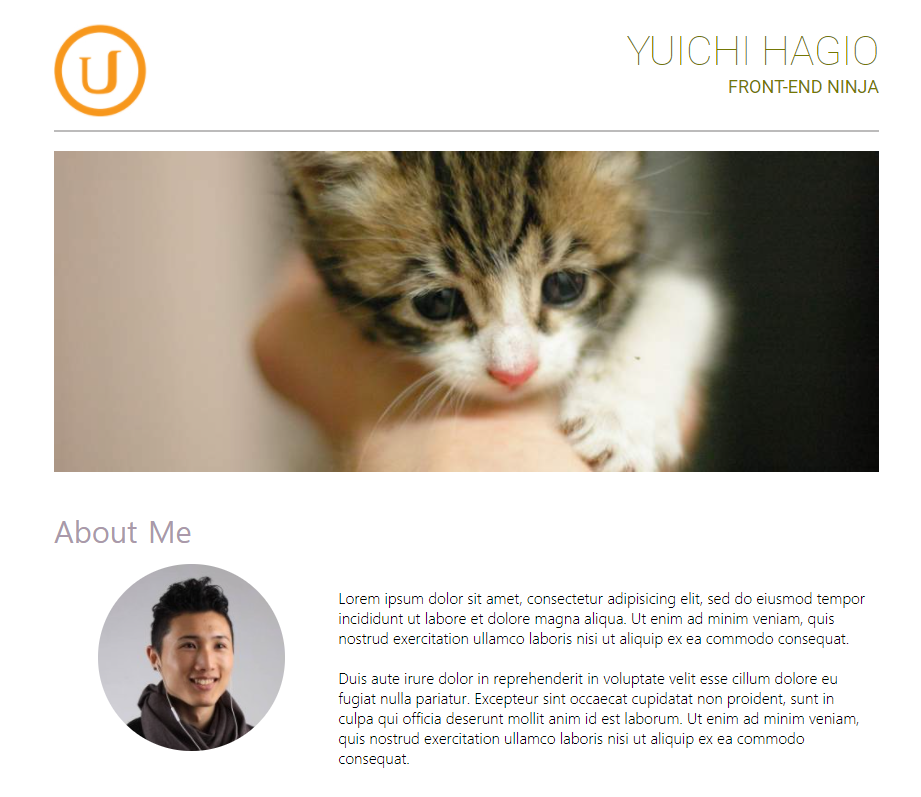 U
YUICHI HAGIO
FRONT-END NINJA
About Me
Lorem ipsum dolor sit amet, consectetur adipisicing elit, sed do eiusmod tempor
incididunt ut labore et dolore magna aliqua. Ut enim ad minim veniam, quis
nostrud exercitation ullamco laboris nisi ut aliquip ex ea commodo consequat.
Duis aute irure dolor in reprehenderit in voluptate velit esse cillum dolore eu
fugiat nulla pariatur. Excepteur sint occaecat cupidatat non proident, sunt in
culpa qui officia deserunt mollit anim id est laborum. Ut enim ad minim veniam,
quis nostrud exercitation ullamco laboris nisi ut aliquip ex ea commodo
consequat.